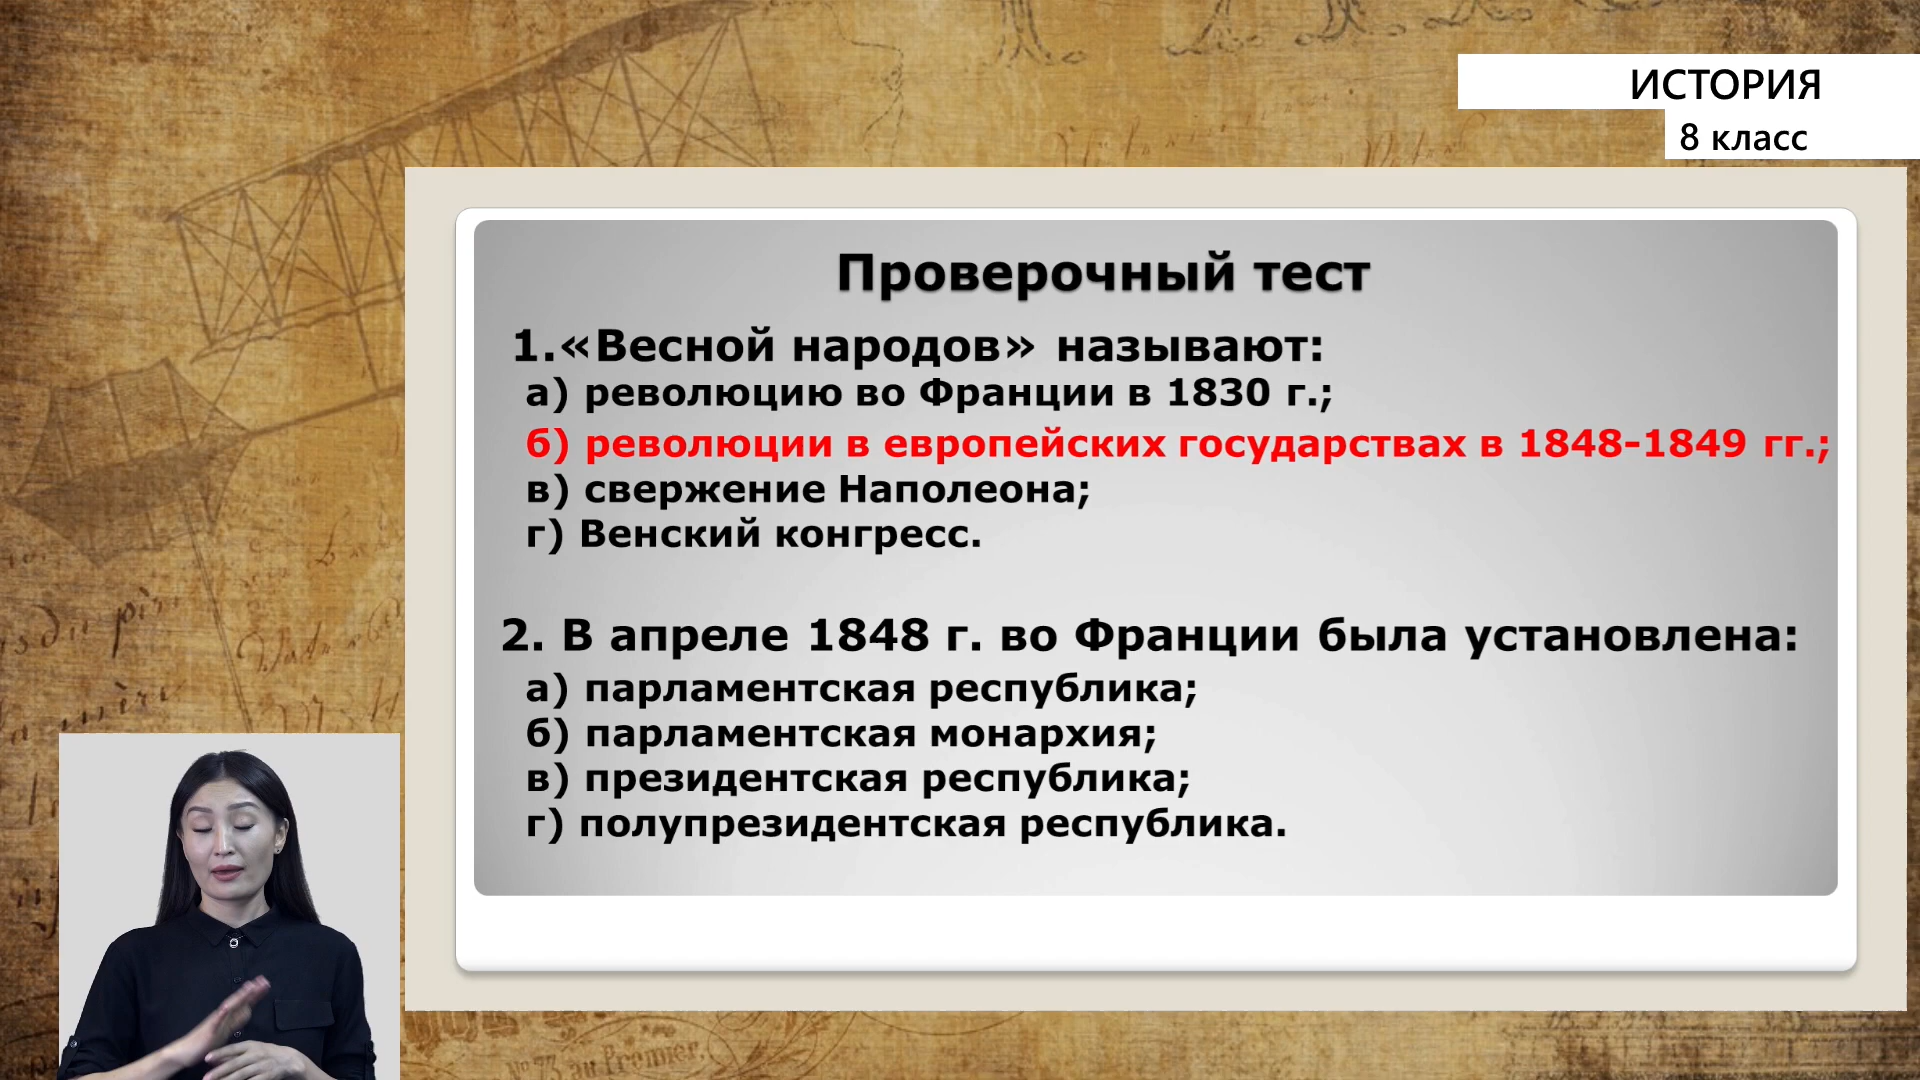 ИСТОРИЯ
8 класс
Проверочный тест
1.«Весной народов» называют:
а) революцию во Франции в 1830 г.;
б) революции в европейских государствах в 1848-1849 гг.;
в) свержение Наполеона;
г) Венский конгресс.
2. В апреле 1848 г. во Франции была установлена:
а) парламентская республика;
б) парламентская монархия;
в) президентская республика;
г) полупрезидентская республика.